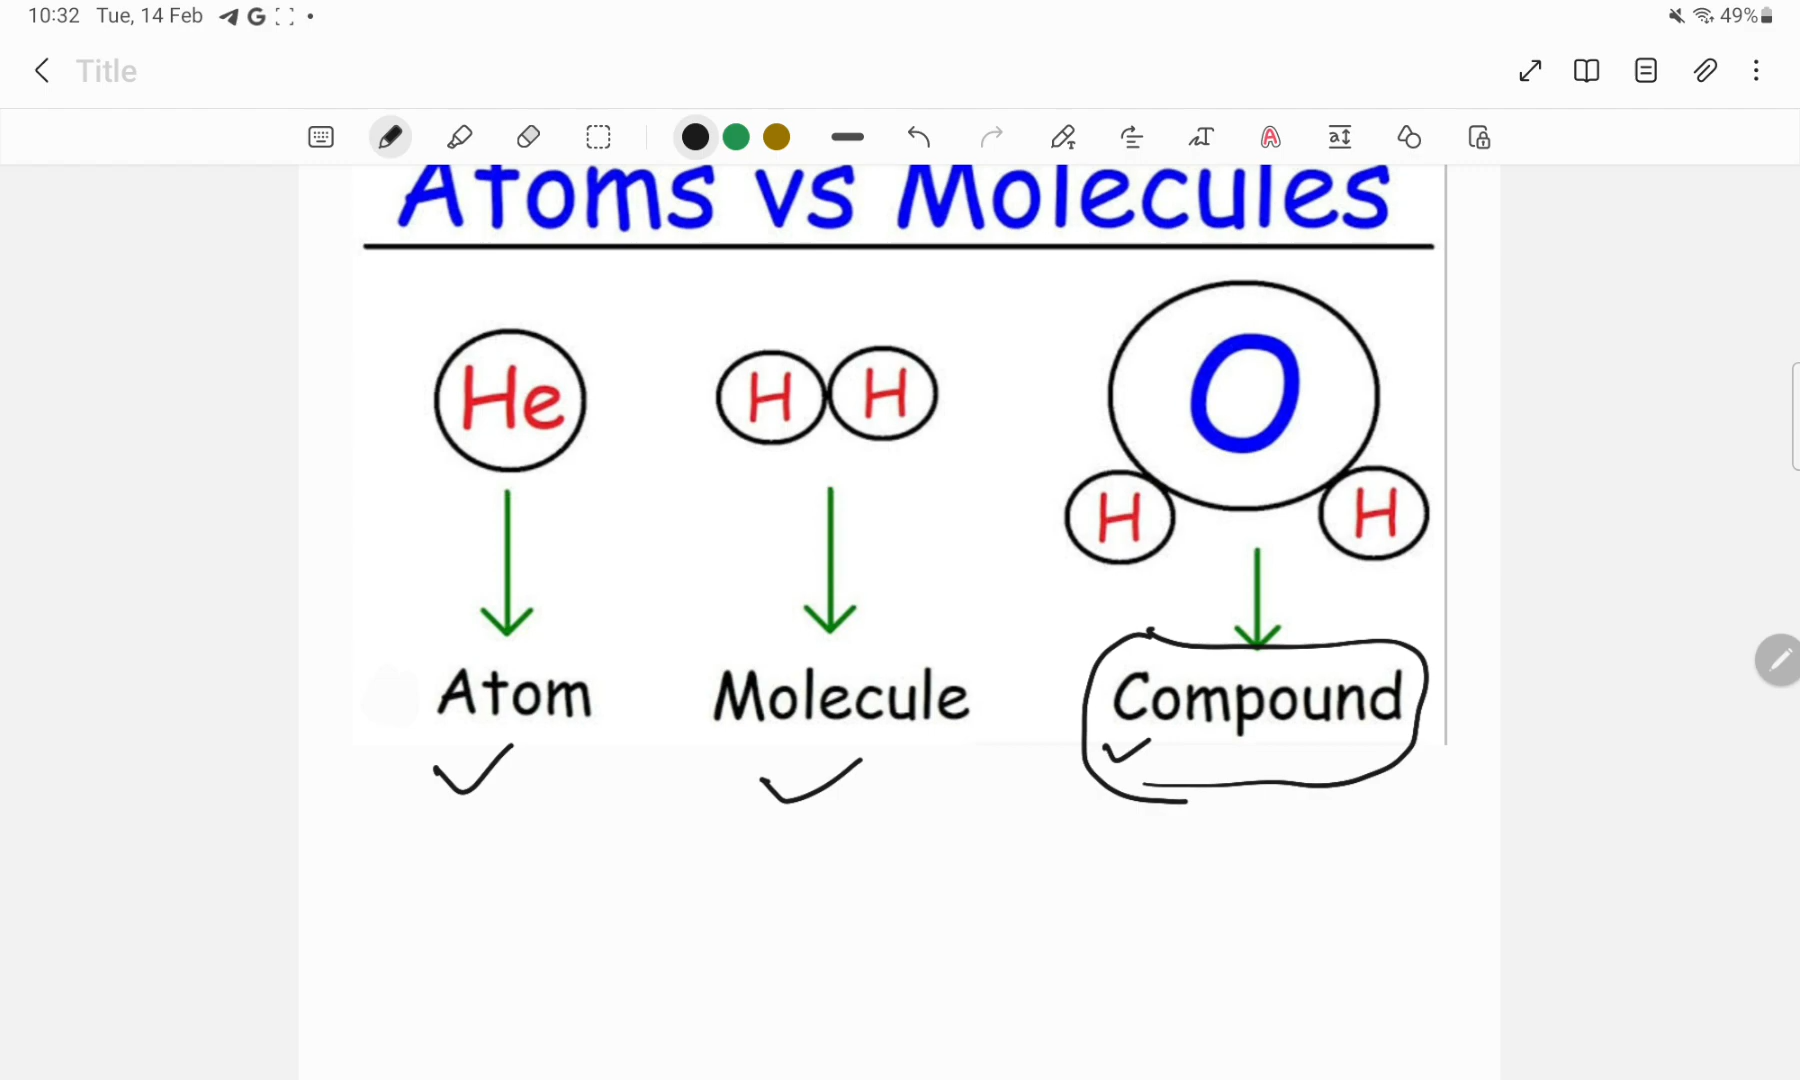 10:32 Tue, 14 Feb
49%
Title
Atoms vs Molecules
He
H H
O
H H
Atom Molecule Compound